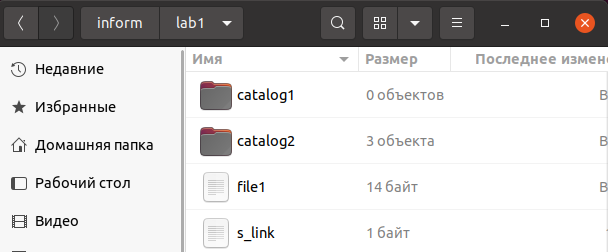 inform lab1
Имя Размер Последнее измене
Недавние
Избранные
Домашняя папка
Рабочий стол
Видео
catalog1 0 объектов В
catalog2 3 объекта В
file1 14 байт В
s_link 1 байт